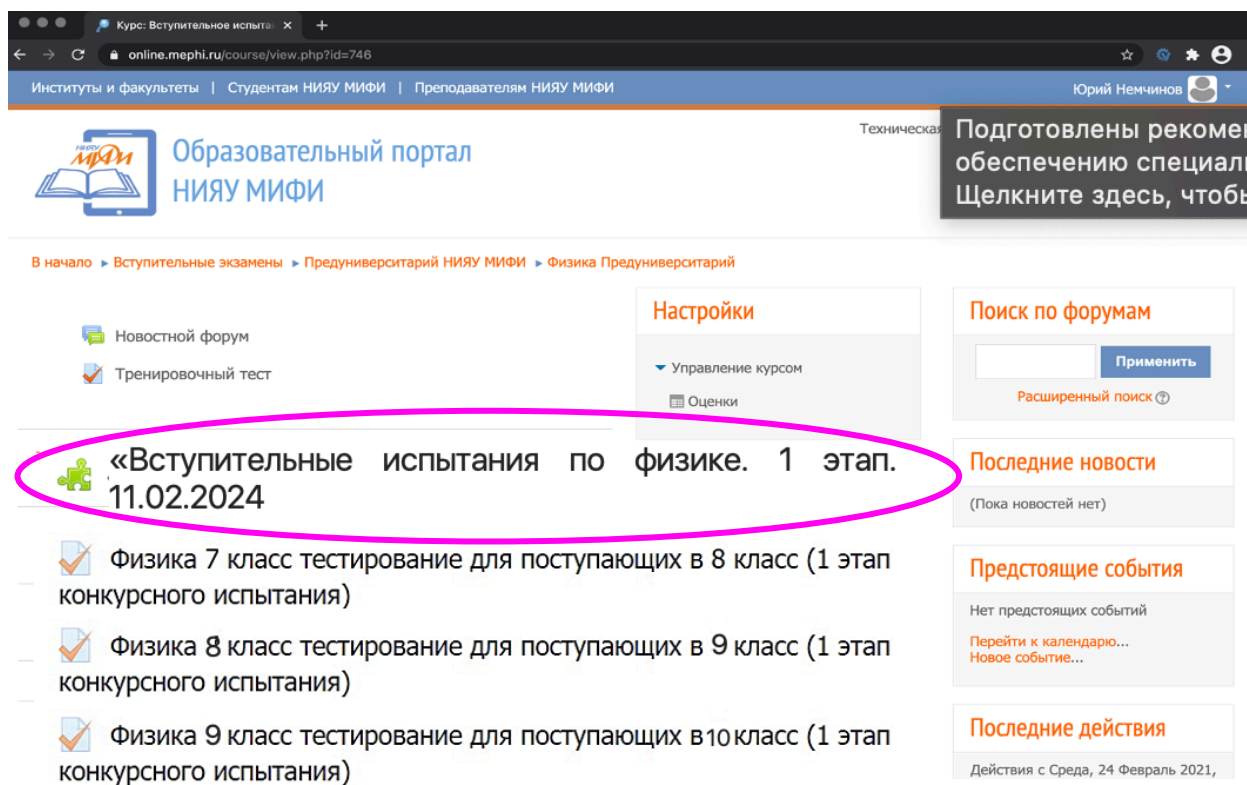 Курс: Вступительное испыта
online.mephi.ru/course/view.php?id=746
Институты и факультеты | Студентам НИЯУ МИФИ | Преподавателям НИЯУ МИФИ
Юрий Немчинов
НИЯУ
МИФИ
Образовательный портал
НИЯУ МИФИ
Техническая
Подготовлены рекомен
обеспечению специаль
Щелкните здесь, чтобы
В начало ► Вступительные экзамены ► Предуниверситарий НИЯУ МИФИ ► Физика Предуниверситарий
Новостной форум
Тренировочный тест
Настройки
Управление курсом
Оценки
Поиск по форумам
Применить
Расширенный поиск
«Вступительные испытания по физике. 1 этап.
11.02.2024
Последние новости
(Пока новостей нет)
Физика 7 класс тестирование для поступающих в 8 класс (1 этап
конкурсного испытания)
Физика 8 класс тестирование для поступающих в 9 класс (1 этап
конкурсного испытания)
Физика 9 класс тестирование для поступающих в 10 класс (1 этап
конкурсного испытания)
Предстоящие события
Нет предстоящих событий
Перейти к календарю...
Новое событие...
Последние действия
Действия с Среда, 24 Февраль 2021,